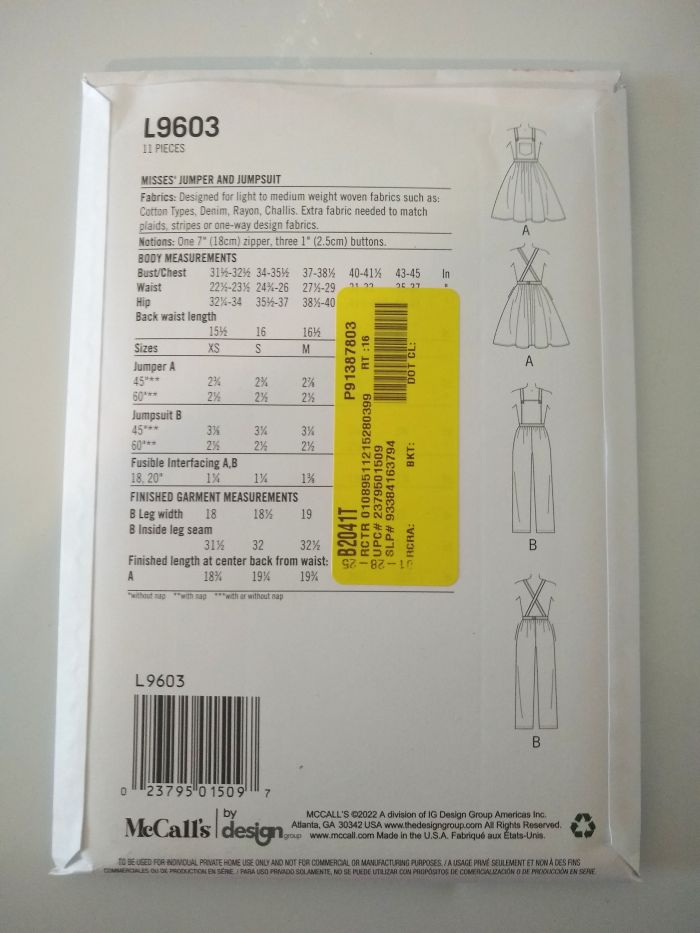 L9603
11 PIECES
MISSES' JUMPER AND JUMPSUIT
Fabrics: Designed for light to medium weight woven fabrics such as:
Cotton Types, Denim, Rayon, Challis. Extra fabric needed to match
plaids, stripes or one-way design fabrics.
Notions: One 7" (18cm) zipper, three 1" (2.5cm) buttons.
BODY MEASUREMENTS
Bust/Chest 31½-32½ 34-35½ 37-38½ 40-41½ 43-45 In
Waist 22½-23½ 24¾-26 27½-29
Hip 32¼-34 35½-37 38½-40
Back waist length
15½ 16 16½
Sizes XS S M
Jumper A
45"** 2¾ 2¾ 2⅞
60"** 2½ 2½ 2½
Jumpsuit B
45"** 3⅛ 3¼ 3¼
60"** 2½ 2½ 2½
Fusible Interfacing A,B
18, 20" 1¼ 1¼ 1⅜
FINISHED GARMENT MEASUREMENTS
B Leg width 18 18½ 19
B Inside leg seam
31½ 32 32½
Finished length at center back from waist:
A 18¾ 19¼ 19¾
*without nap **with nap ***with or without nap
P91387803
RT :16
DOT CL:
B2041T
RCTR 0108951121528039​9
UPC# 2379501509
SLP# 93384163794
RCRA: BKT:
01-28-25
A
A
B
B
L9603
0 23795 01509 7
McCall's by design group
MCCALL'S ©2022 A division of IG Design Group Americas Inc.
Atlanta, GA 30342 USA www.thedesigngroup.com All Rights Reserved.
www.mccall.com Made in the U.S.A. Fabriqué aux États-Unis.
TO BE USED FOR INDIVIDUAL PRIVATE HOME USE ONLY AND NOT FOR COMMERCIAL OR MANUFACTURING PURPOSES. / A USAGE PRIVÉ SEULEMENT ET NON À DES FINS
COMMERCIALES OU DE PRODUCTION EN SÉRIE. / PARA USO PRIVADO SOLAMENTE, NO SE PUEDE UTILIZAR CON PROPÓSITOS DE COMERCIALIZACIÓN O DE PRODUCCIÓN EN SERIE.